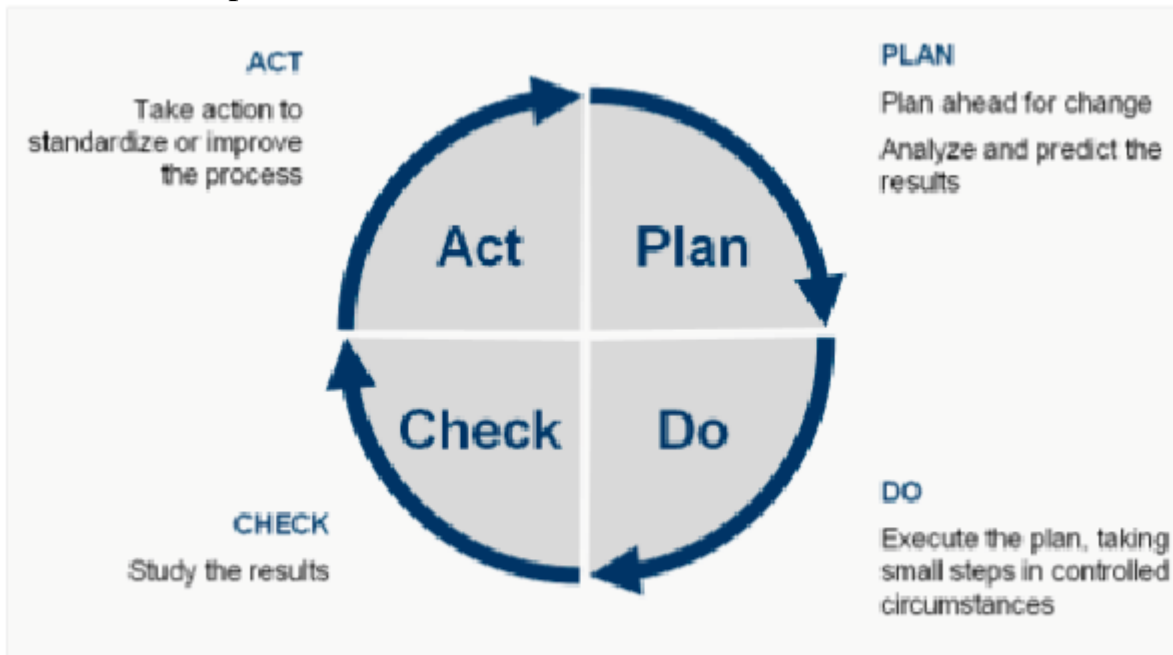 ACT
Take action to
standardize or improve
the process
PLAN
Plan ahead for change
Analyze and predict the
results
Act
Plan
Check
Do
CHECK
Study the results
DO
Execute the plan, taking
small steps in controlled
circumstances